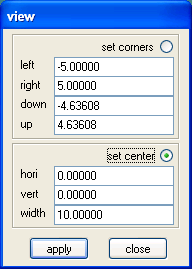 view
set corners
left -5.00000
right 5.00000
down -4.63608
up 4.63608
set center
hori 0.00000
vert 0.00000
width 10.00000
apply close